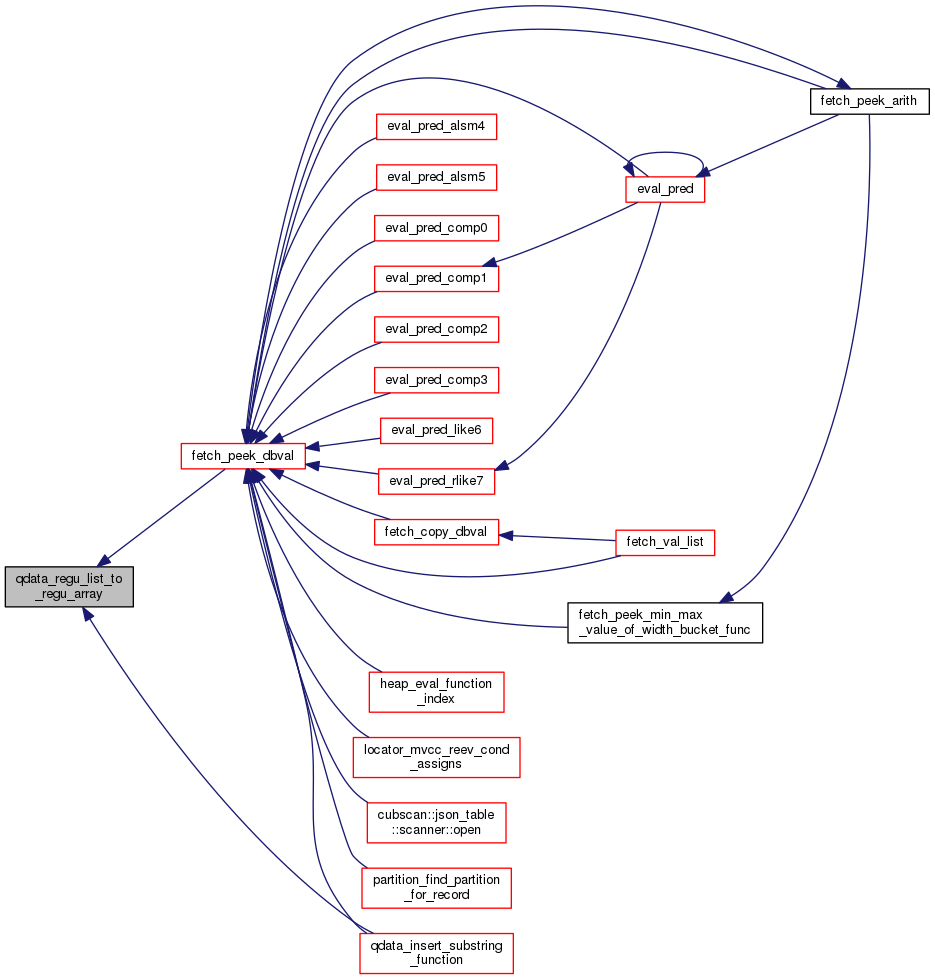 fetch_peek_arith
eval_pred_alsm4
eval_pred_alsm5
eval_pred
eval_pred_comp0
eval_pred_comp1
eval_pred_comp2
eval_pred_comp3
eval_pred_like6
fetch_peek_dbval
eval_pred_rlike7
fetch_copy_dbval
fetch_val_list
qdata_regu_list_to
_regu_array
fetch_peek_min_max
_value_of_width_bucket_func
heap_eval_function
_index
locator_mvcc_reev_cond
_assigns
cubscan::json_table
::scanner::open
partition_find_partition
_for_record
qdata_insert_substring
_function